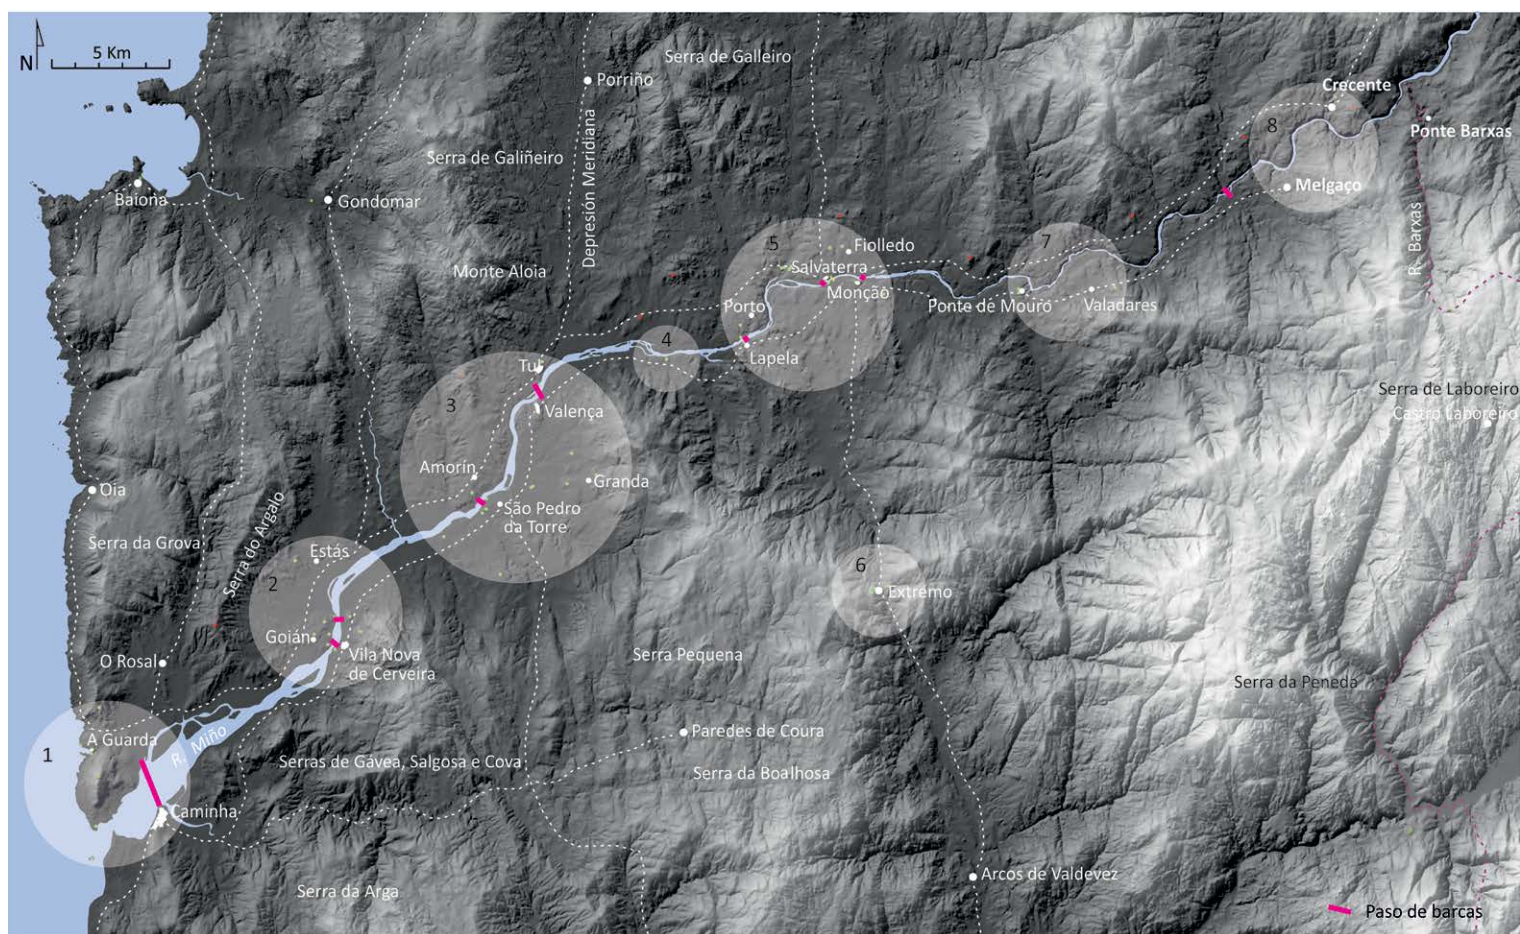 5 Km
N
Serra de Galleiro
Porriño
Crecente
8
Ponte Barxas
Serra de Galiñeiro
Depresión Meridiana
Melgaço
Baiona
Gondomar
R. Barxas
7
5
Fiolledo
Monte Aloia
Salvaterra
Monção
Ponte de Mouro
Valadares
Porto
4
Lapela
Tui
Serra de Laboreiro
Castro Laboreiro
3
Valença
Amorín
Granda
Oia
São Pedro
da Torre
Serra do Argalo
Serra da Grova
Estás
2
6
Extremo
Goián
Vila Nova
de Cerveira
O Rosal
Serra Pequena
Serra da Peneda
A Guarda
1
R. Miño
Paredes de Coura
Serras de Gávea, Salgosa e Cova
Serra da Boalhosa
Caminha
Arcos de Valdevez
Serra da Arga
Paso de barcas